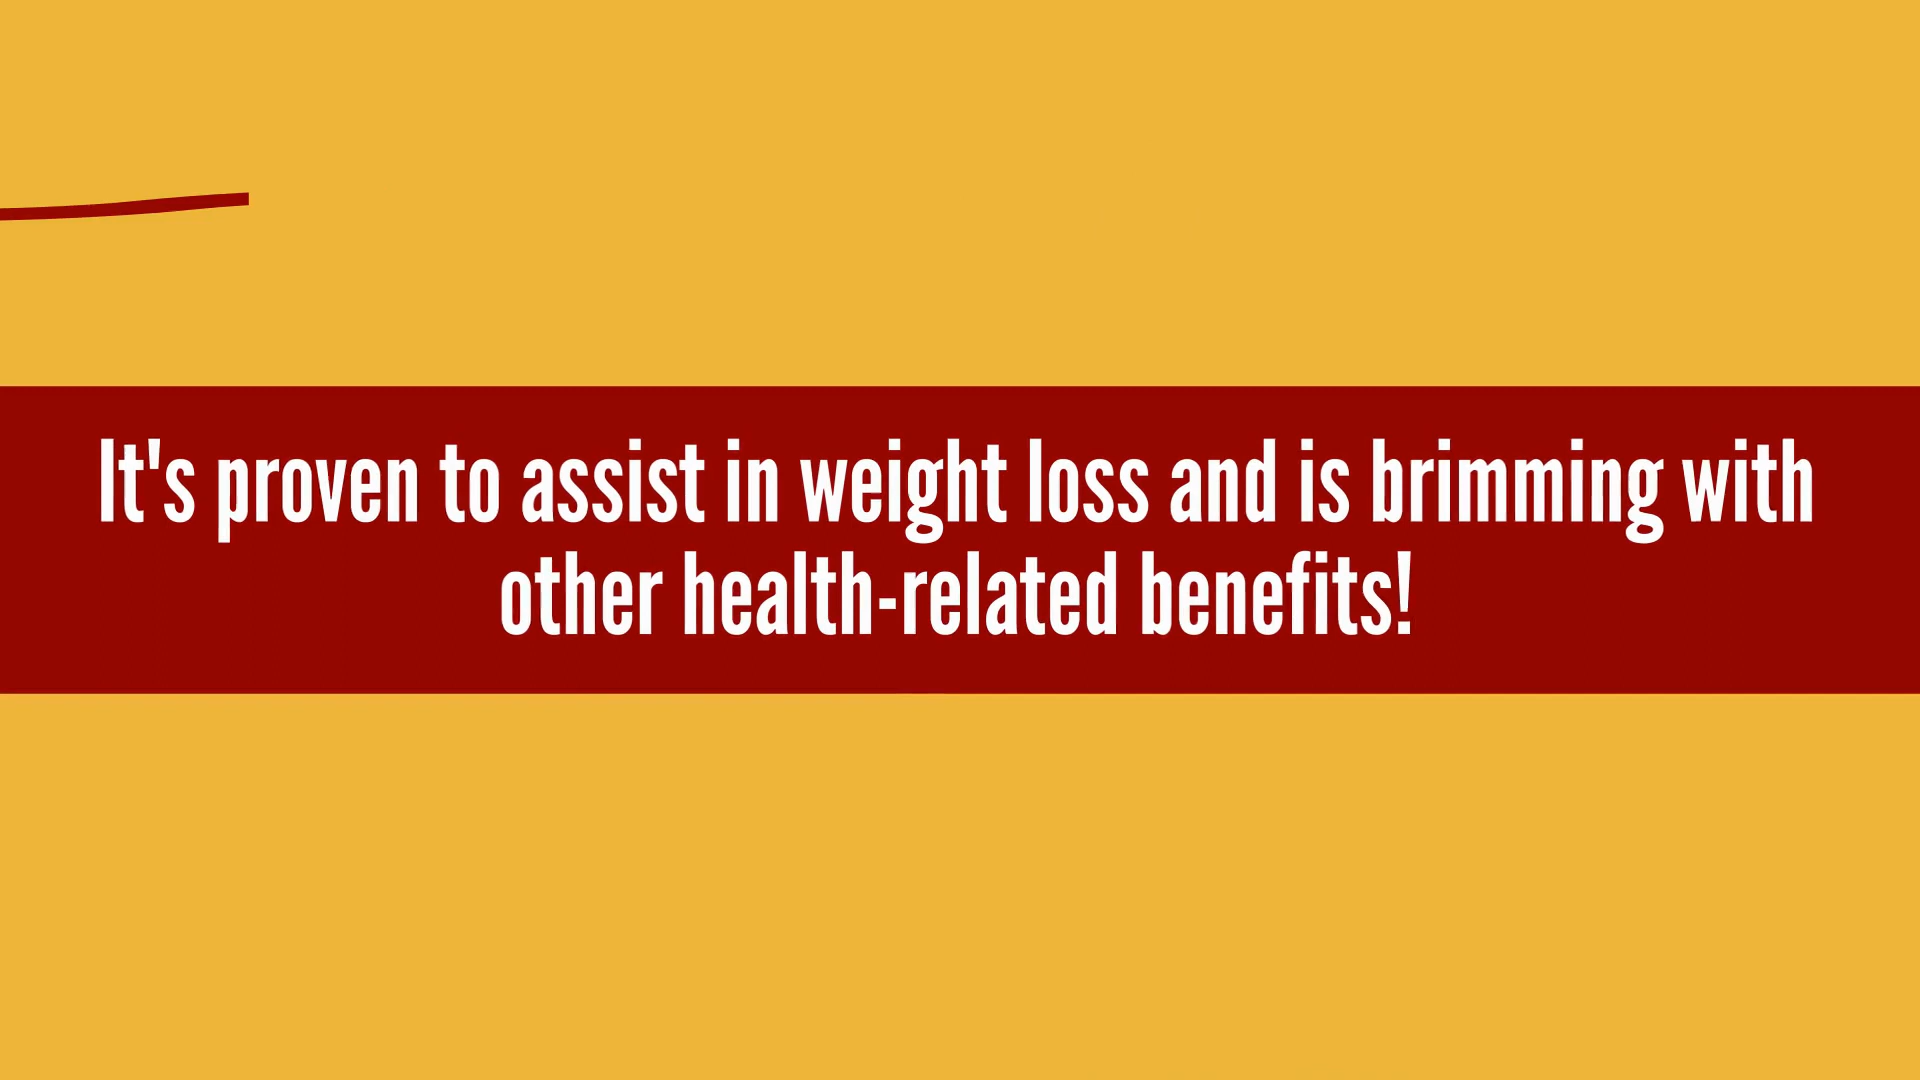 It's proven to assist in weight loss and is brimming with
other health-related benefits!